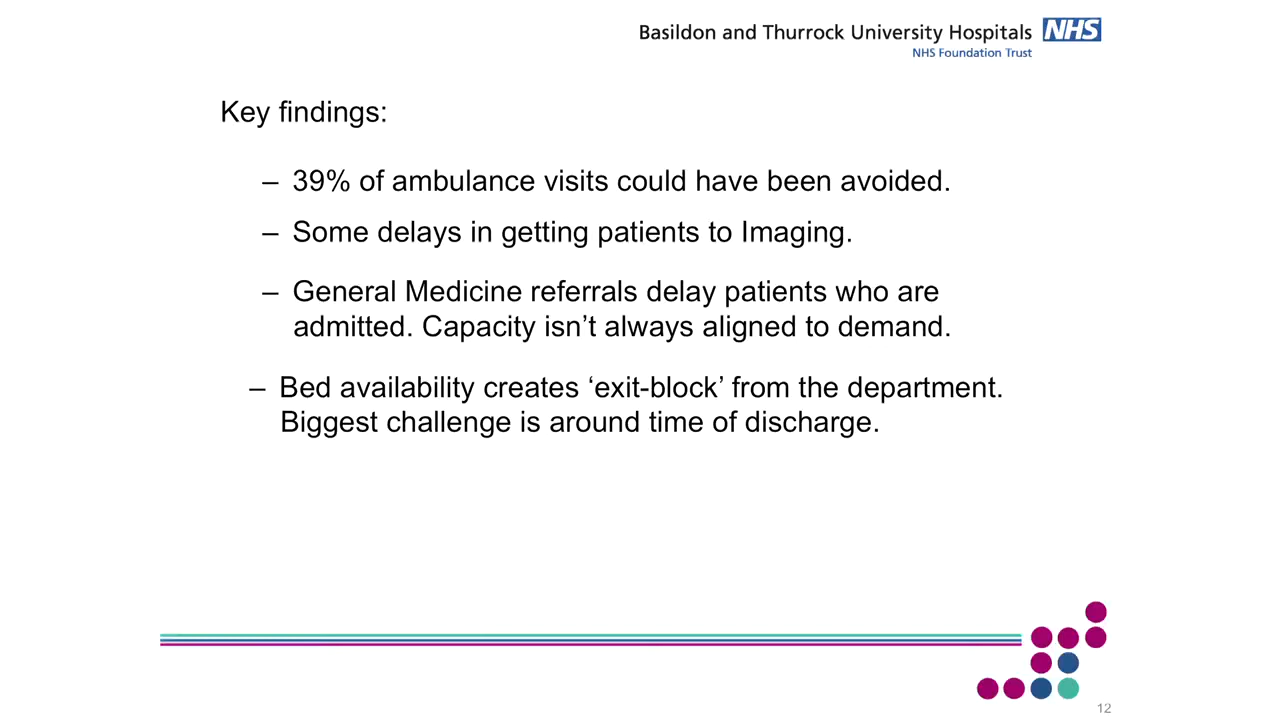 Basildon and Thurrock University Hospitals NHS
NHS Foundation Trust
Key findings:
– 39% of ambulance visits could have been avoided.
– Some delays in getting patients to Imaging.
– General Medicine referrals delay patients who are
admitted. Capacity isn’t always aligned to demand.
– Bed availability creates ‘exit-block’ from the department.
Biggest challenge is around time of discharge.
12